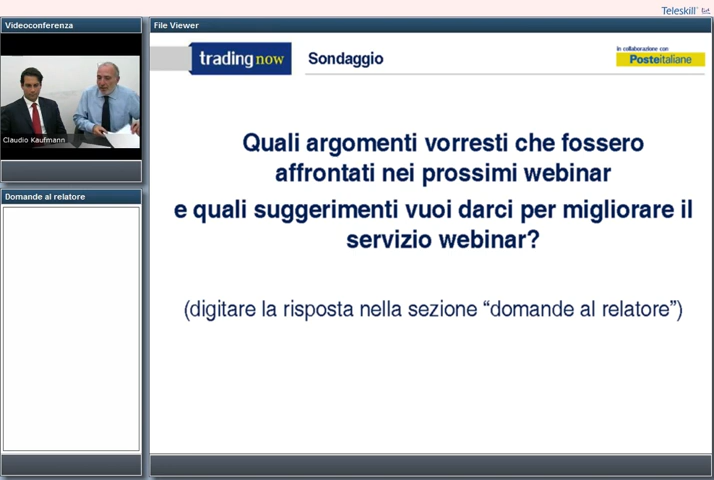 Teleskill
Videoconferenza
File Viewer
tradingnow
Sondaggio
in collaborazione con
Posteitaliane
Claudio Kaufmann
Quali argomenti vorresti che fossero
affrontati nei prossimi webinar
e quali suggerimenti vuoi darci per migliorare il
servizio webinar?
Domande al relatore
(digitare la risposta nella sezione “domande al relatore”)